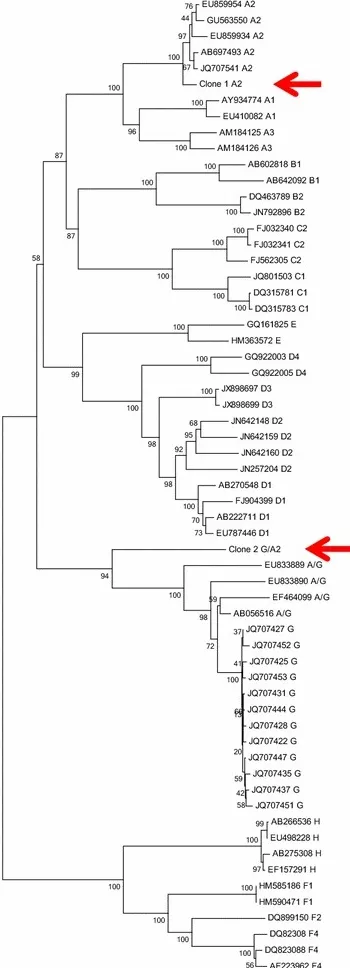 76 EU859954 A2
44 GU563550 A2
97 EU859934 A2
AB697493 A2
67 JQ707541 A2
100 Clone 1 A2
100 AY934774 A1
100 EU410082 A1
96 AM184125 A3
100 AM184126 A3
87
100 AB602818 B1
100 AB642092 B1
DQ463789 B2
100 JN792896 B2
87
100 FJ032340 C2
100 FJ032341 C2
FJ562305 C2
100 JQ801503 C1
DQ315781 C1
100 100 DQ315783 C1
58
100 GQ161825 E
HM363572 E
99
100 GQ922003 D4
GQ922005 D4
100
100 JX898697 D3
JX898699 D3
98
68 JN642148 D2
95 JN642159 D2
92 JN642160 D2
JN257204 D2
98 AB270548 D1
100 FJ904399 D1
70 AB222711 D1
73 EU787446 D1
Clone 2 G/A2
94
EU833889 A/G
100 EU833890 A/G
59 EF464099 A/G
98 AB056516 A/G
37 JQ707427 G
72 JQ707452 G
41 JQ707425 G
100 JQ707453 G
JQ707431 G
JQ707444 G
JQ707428 G
JQ707422 G
20 JQ707447 G
59 JQ707435 G
42 JQ707437 G
58 JQ707451 G
99 AB266536 H
100 EU498228 H
AB275308 H
97 EF157291 H
100
100 HM585186 F1
HM590471 F1
100
DQ899150 F2
100 DQ82308 F4
100 DQ823088 F4
56 AF223962 F4